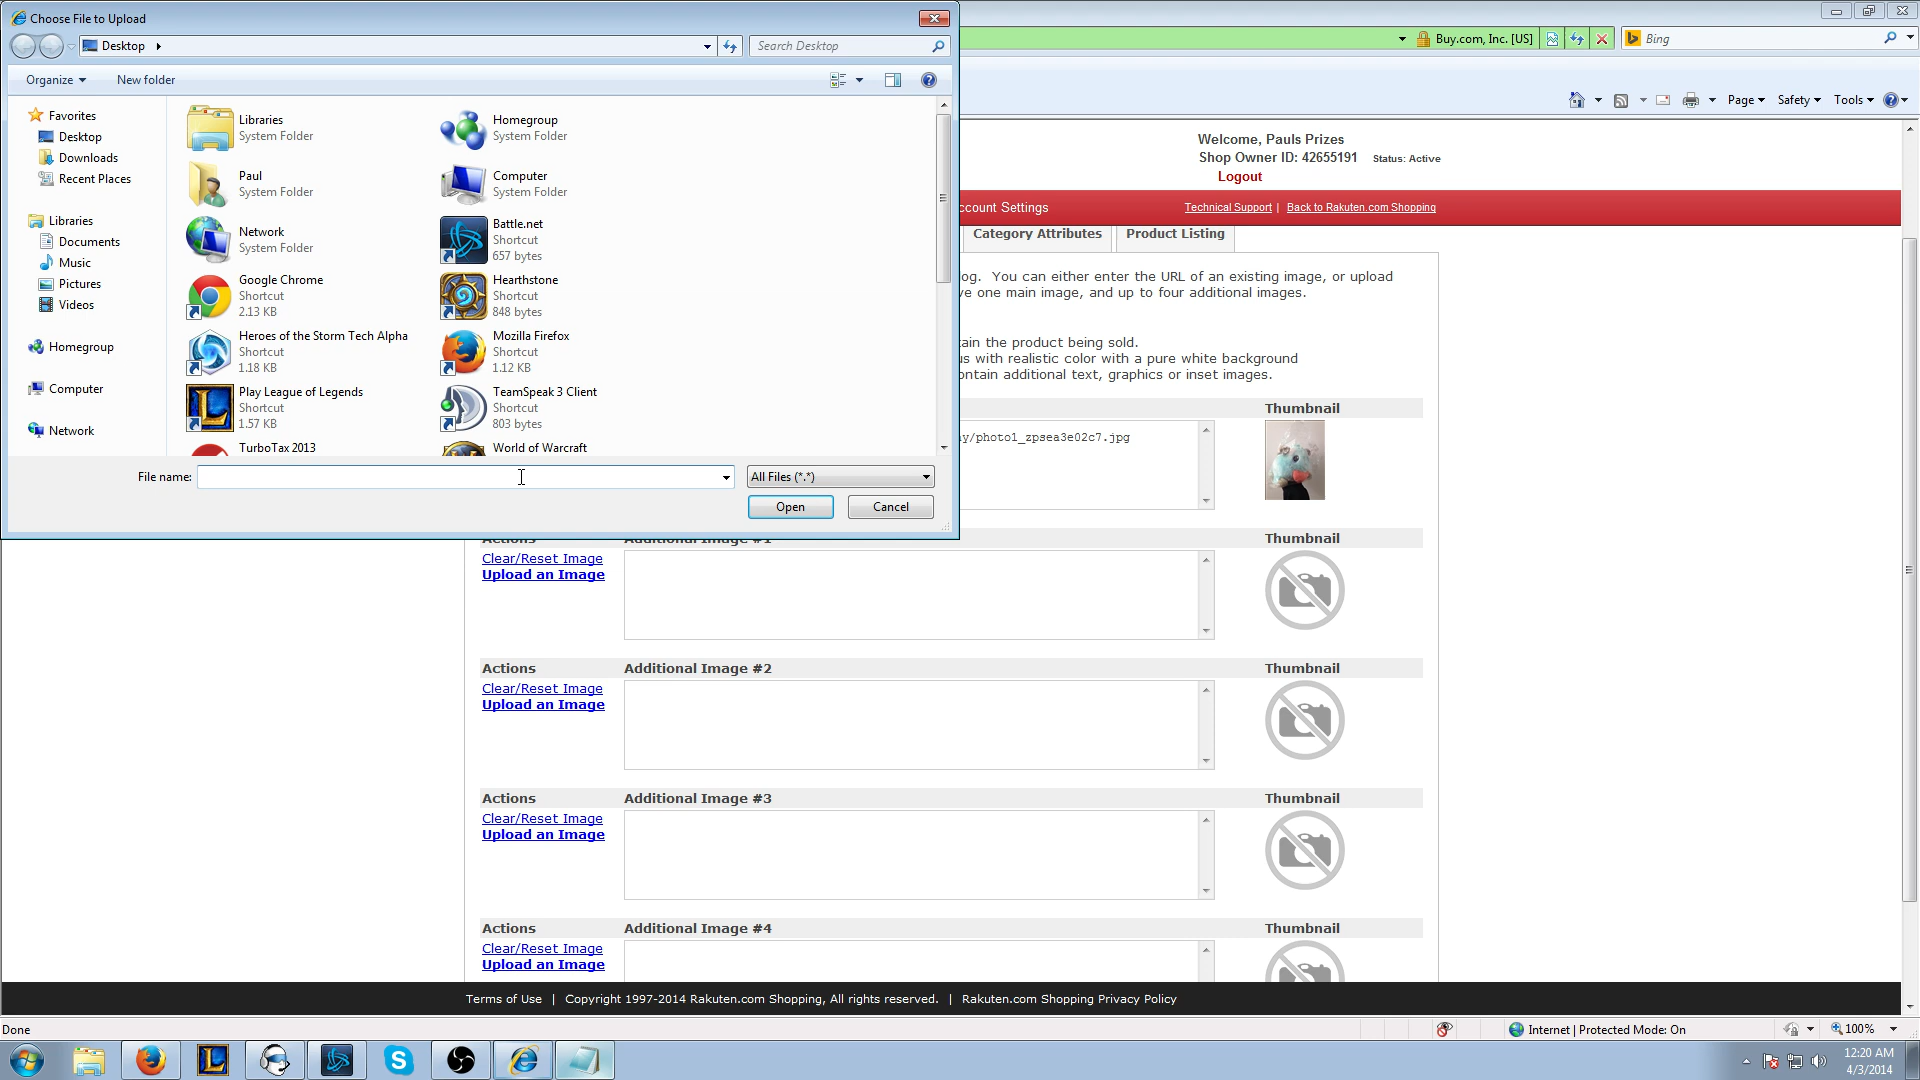 Choose File to Upload
Desktop
Search Desktop
Organize
New folder
Favorites
Desktop
Downloads
Recent Places
Libraries
Documents
Music
Pictures
Videos
Homegroup
Computer
Network
Libraries
System Folder
Homegroup
System Folder
Paul
System Folder
Computer
System Folder
Network
System Folder
Battle.net
Shortcut
657 bytes
Google Chrome
Shortcut
2.13 KB
Hearthstone
Shortcut
848 bytes
Heroes of the Storm Tech Alpha
Shortcut
1.18 KB
Mozilla Firefox
Shortcut
1.12 KB
Play League of Legends
Shortcut
1.57 KB
TeamSpeak 3 Client
Shortcut
803 bytes
TurboTax 2013
World of Warcraft
File name:
All Files (*.*)
Open
Cancel
Buy.com, Inc. [US]
Bing
Page
Safety
Tools
Welcome, Pauls Prizes
Shop Owner ID: 42655191 Status: Active
Logout
ccount Settings
Technical Support | Back to Rakuten.com Shopping
Category Attributes
Product Listing
og. You can either enter the URL of an existing image, or upload
ve one main image, and up to four additional images.
tain the product being sold.
us with realistic color with a pure white background
ontain additional text, graphics or inset images.
Thumbnail
y/photo1_zpsea3e02c7.jpg
Actions Additional Image #1 Thumbnail
Clear/Reset Image
Upload an Image
Actions Additional Image #2 Thumbnail
Clear/Reset Image
Upload an Image
Actions Additional Image #3 Thumbnail
Clear/Reset Image
Upload an Image
Actions Additional Image #4 Thumbnail
Clear/Reset Image
Upload an Image
Terms of Use | Copyright 1997-2014 Rakuten.com Shopping, All rights reserved. | Rakuten.com Shopping Privacy Policy
Done
Internet | Protected Mode: On
100%
12:20 AM
4/3/2014